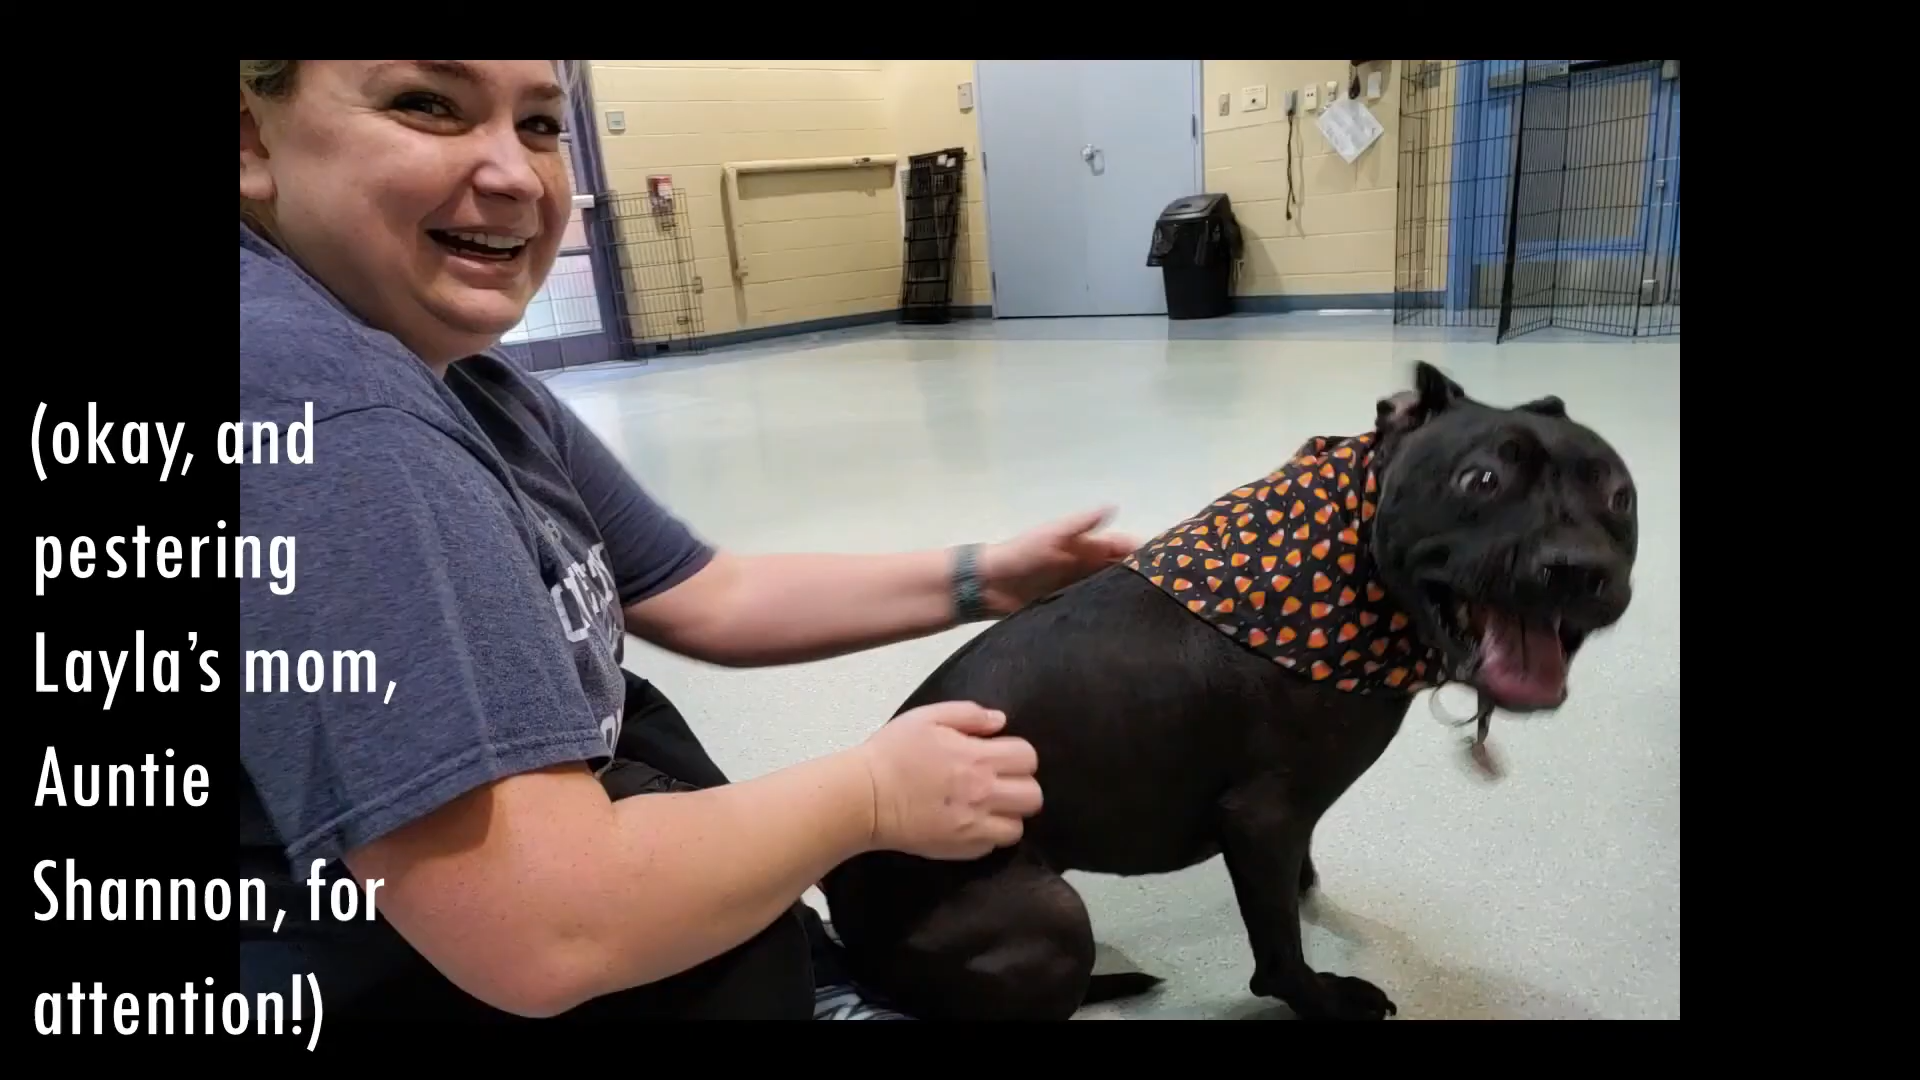 (okay, and
pestering
Layla’s mom,
Auntie
Shannon, for
attention!)